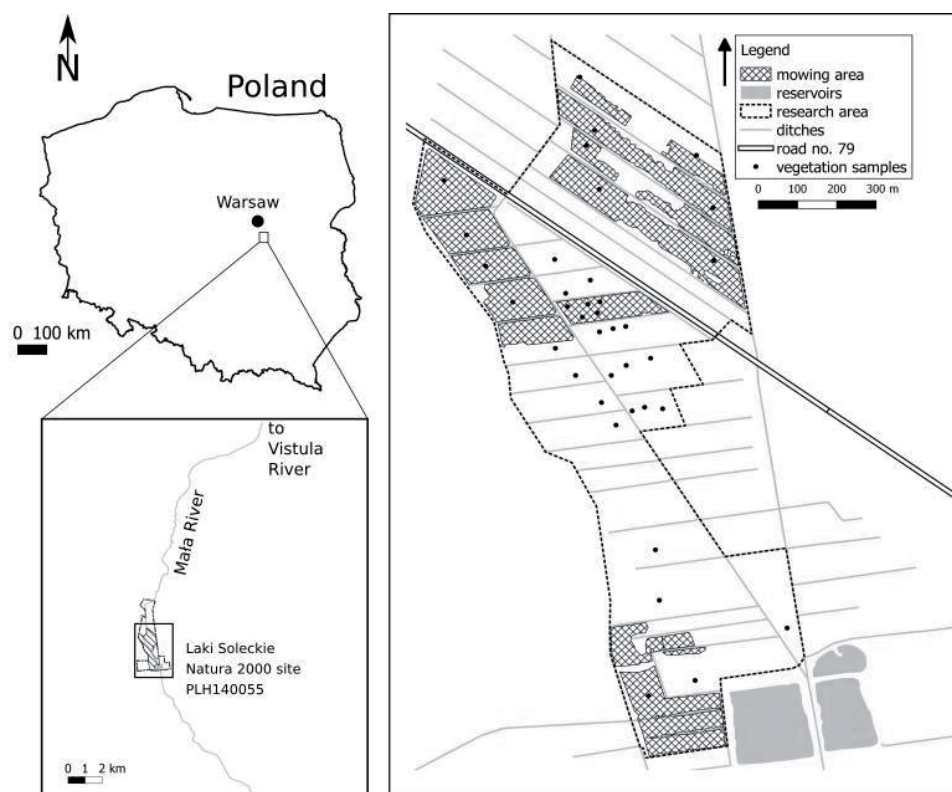 N
Poland
Warsaw
0 100 km
to
Vistula
River
Mała River
Laki Soleckie
Natura 2000 site
PLH140055
0 1 2 km
Legend
mowing area
reservoirs
research area
ditches
road no. 79
vegetation samples
0 100 200 300 m